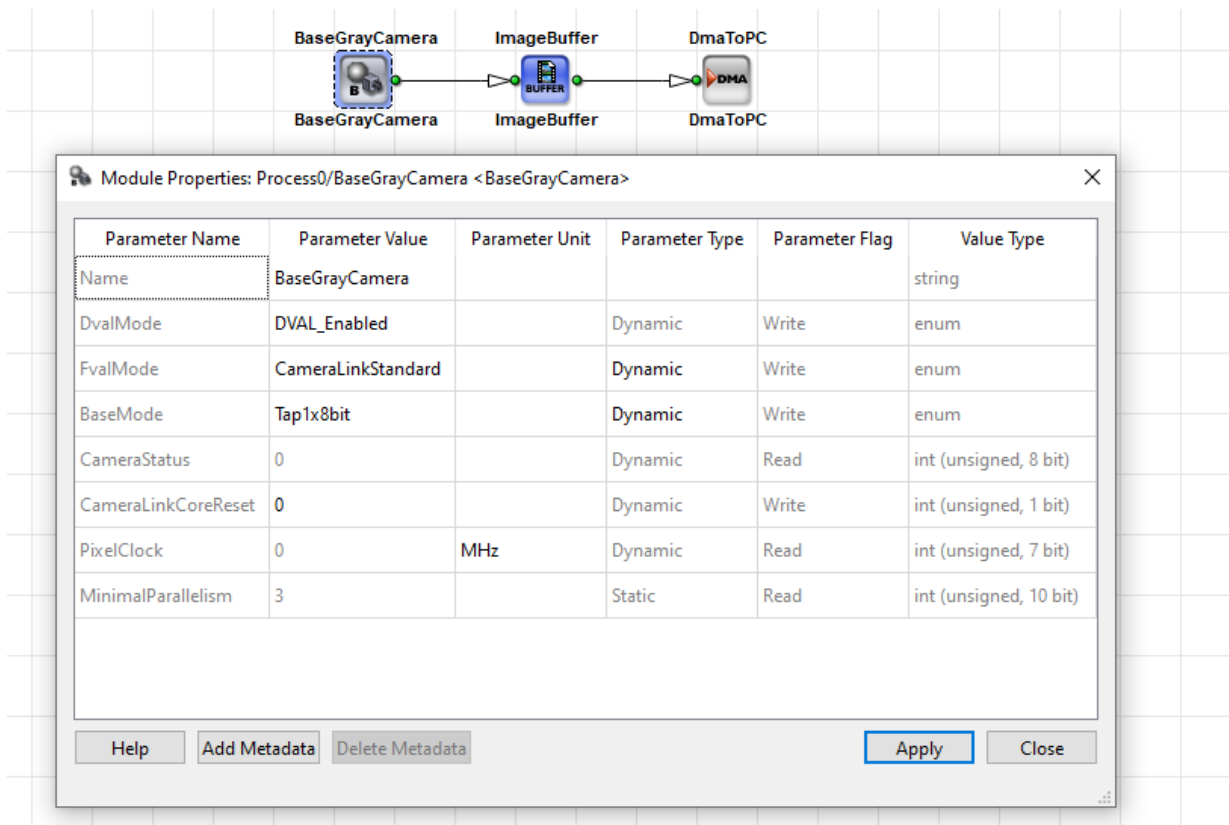 BaseGrayCamera ImageBuffer DmaToPC
B BUFFER DMA
BaseGrayCamera ImageBuffer DmaToPC
B Module Properties: Process0/BaseGrayCamera <BaseGrayCamera>
Parameter Name Parameter Value Parameter Unit Parameter Type Parameter Flag Value Type
Name BaseGrayCamera string
DvalMode DVAL_Enabled Dynamic Write enum
FvalMode CameraLinkStandard Dynamic Write enum
BaseMode Tap1x8bit Dynamic Write enum
CameraStatus 0 Dynamic Read int (unsigned, 8 bit)
CameraLinkCoreReset 0 Dynamic Write int (unsigned, 1 bit)
PixelClock 0 MHz Dynamic Read int (unsigned, 7 bit)
MinimalParallelism 3 Static Read int (unsigned, 10 bit)
Help Add Metadata Delete Metadata Apply Close